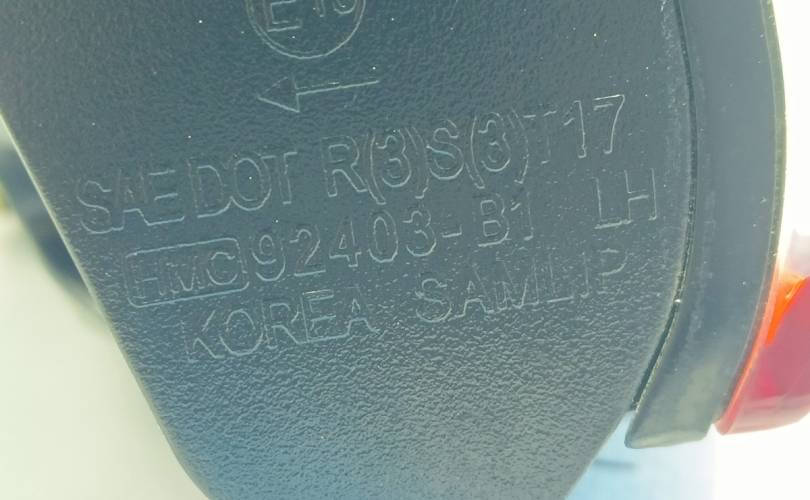 SAE DOT R(3)S(3)T17
HMC 92403-B1 LH
KOREA SAMLIP